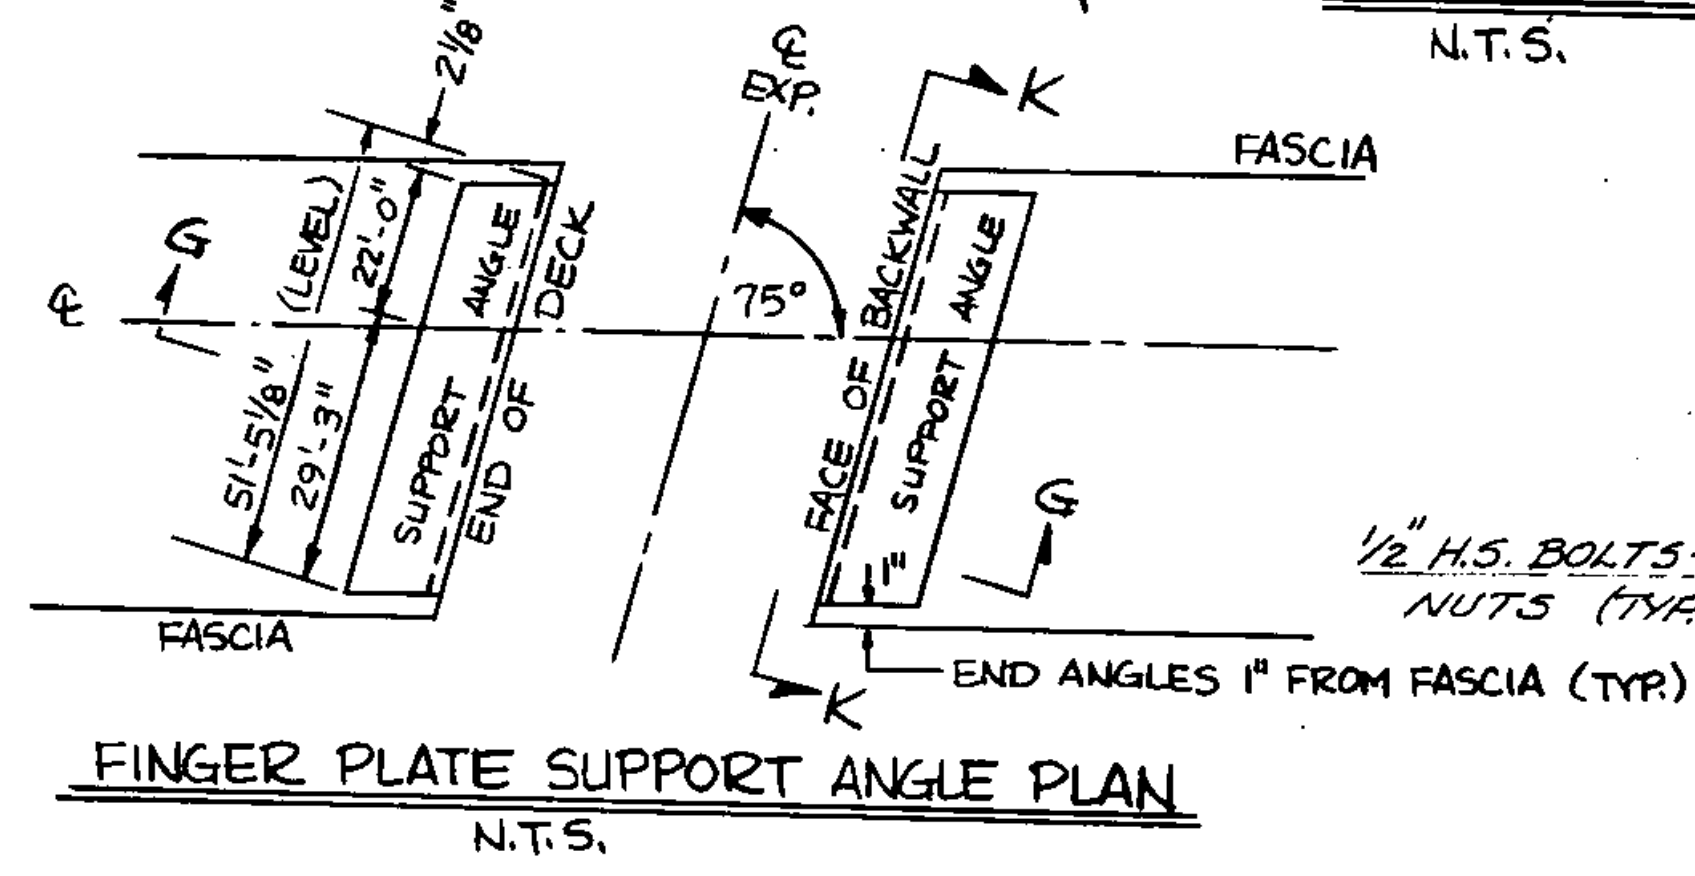 N.T.S.
2⅛"
℄
EXP.
K
FASCIA
(LEVEL)
22'-0"
ANGLE
DECK
G
℄
75°
BACKWALL
ANGLE
51'-5⅛"
29'-3"
SUPPORT
END OF
FACE OF
SUPPORT
1"
G
½" H.S. BOLTS
NUTS (TYP.
FASCIA
END ANGLES 1" FROM FASCIA (TYP.)
K
FINGER PLATE SUPPORT ANGLE PLAN
N.T.S.